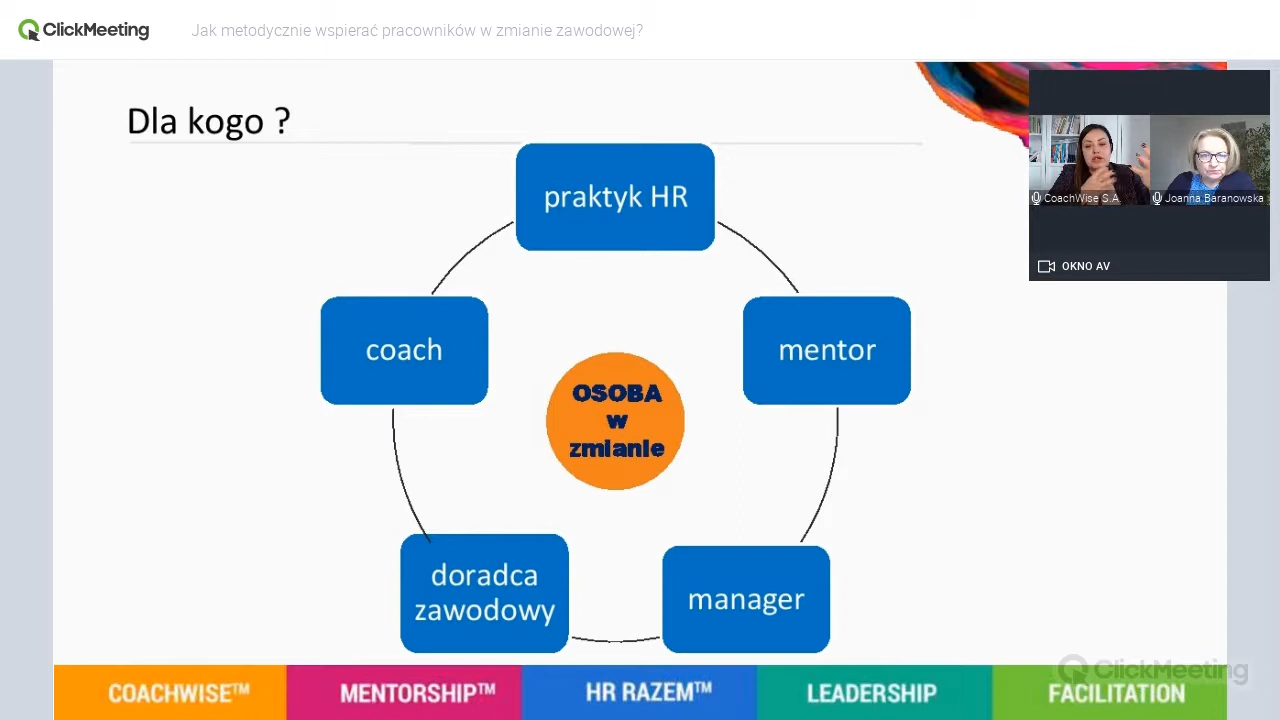 ClickMeeting
Jak metodycznie wspierać pracowników w zmianie zawodowej?
Dla kogo ?
praktyk HR
coach
mentor
OSOBA
w
zmianie
doradca
zawodowy
manager
CoachWise S.A.
Joanna Baranowska
OKNO AV
COACHWISE™
MENTORSHIP™
HR RAZEM™
LEADERSHIP
FACILITATION
ClickMeeting